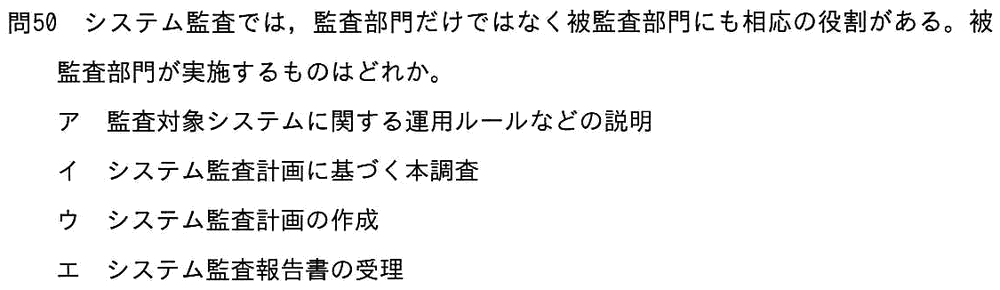 問50 システム監査では，監査部門だけではなく被監査部門にも相応の役割がある。被
監査部門が実施するものはどれか。
ア 監査対象システムに関する運用ルールなどの説明
イ システム監査計画に基づく本調査
ウ システム監査計画の作成
エ システム監査報告書の受理